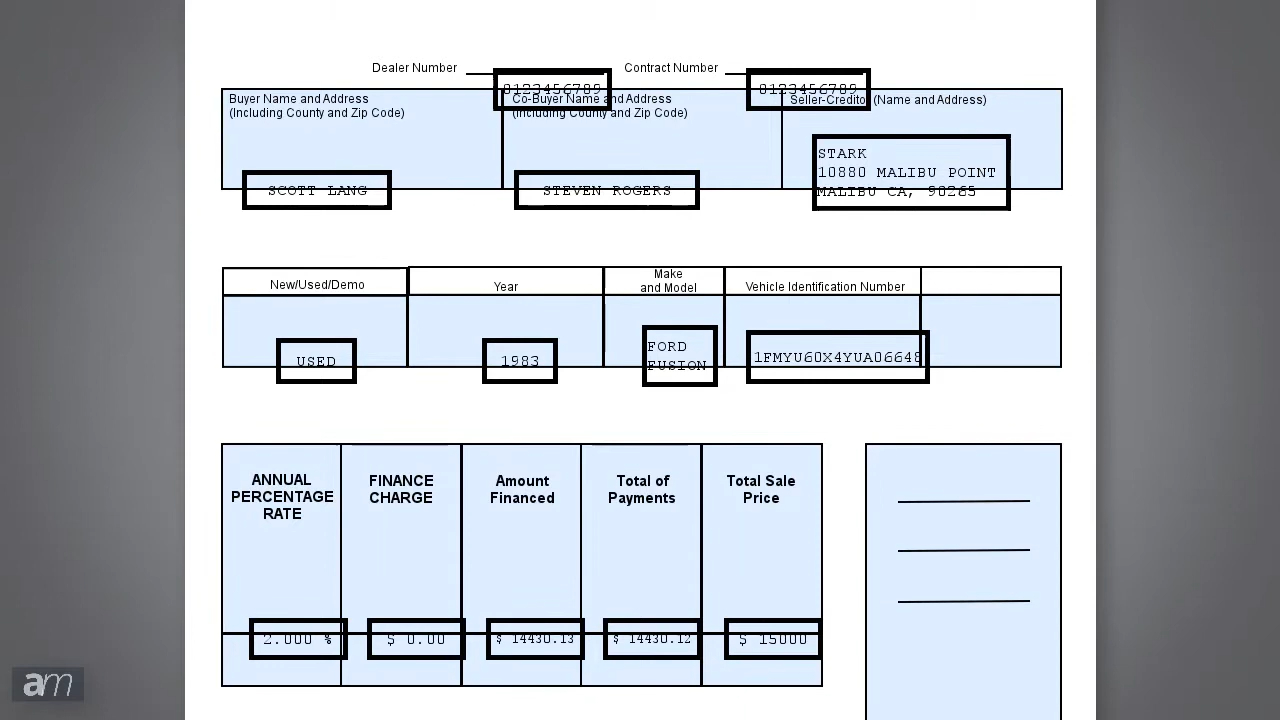 Dealer Number 0123456789 Contract Number 0123456789
Buyer Name and Address
(Including County and Zip Code)
SCOTT LANG
Co-Buyer Name and Address
(Including County and Zip Code)
STEVEN ROGERS
Seller-Creditor (Name and Address)
STARK
10880 MALIBU POINT
MALIBU CA, 90265
New/Used/Demo
USED
Year
1983
Make
and Model
FORD
FUSION
Vehicle Identification Number
1FMYU60X4YUA06648
ANNUAL
PERCENTAGE
RATE
2.000 %
FINANCE
CHARGE
$ 0.00
Amount
Financed
$ 14430.13
Total of
Payments
$ 14430.12
Total Sale
Price
$ 15000
am